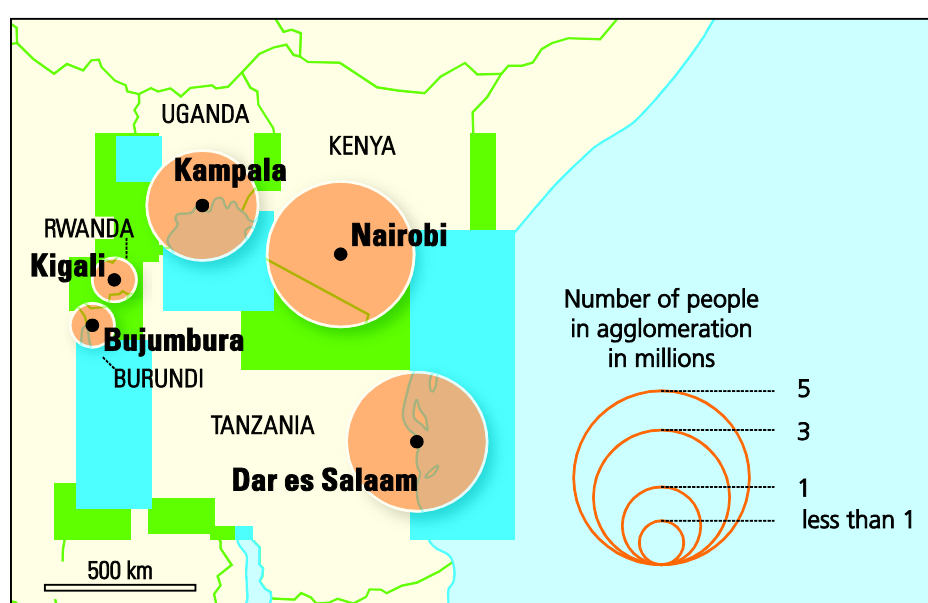 UGANDA
KENYA
Kampala
RWANDA
Nairobi
Kigali
Bujumbura
BURUNDI
TANZANIA
Dar es Salaam
500 km
Number of people
in agglomeration
in millions
5
3
1
less than 1